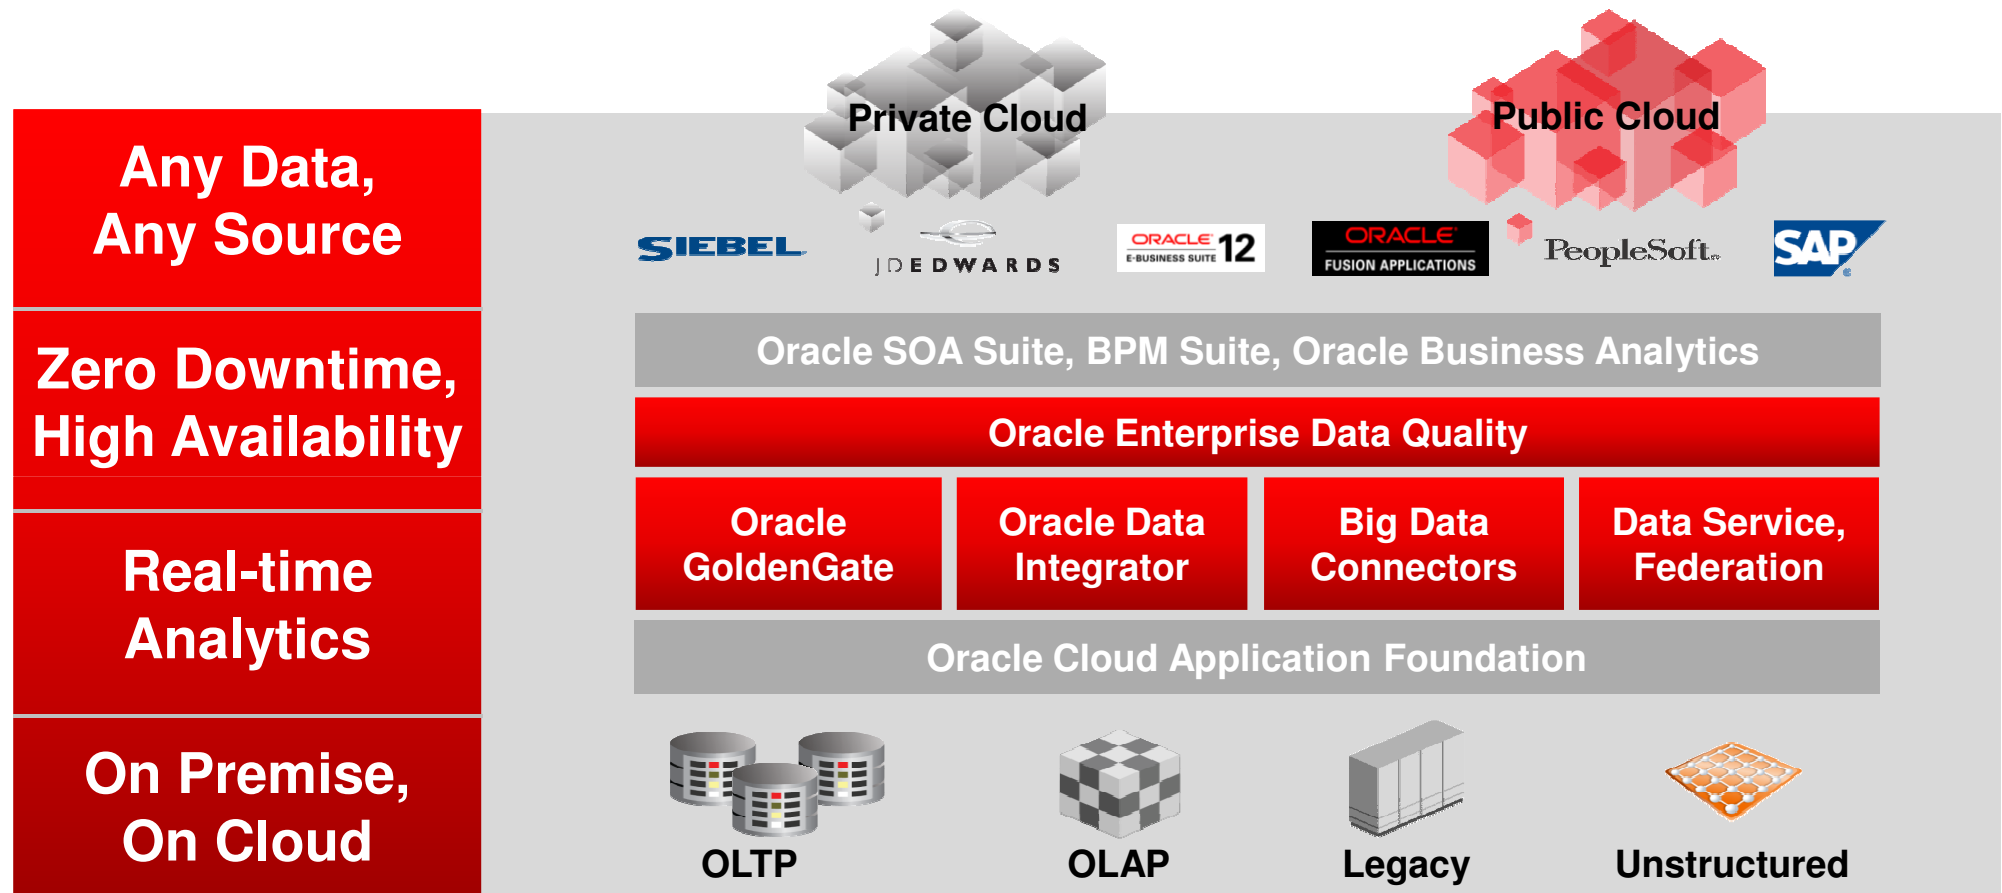 Private Cloud
Public Cloud
Any Data,
Any Source
SIEBEL
JDEDWARDS
ORACLE
E-BUSINESS SUITE 12
ORACLE
FUSION APPLICATIONS
PeopleSoft
SAP
Zero Downtime,
High Availability
Oracle SOA Suite, BPM Suite, Oracle Business Analytics
Oracle Enterprise Data Quality
Real-time
Analytics
Oracle
GoldenGate
Oracle Data
Integrator
Big Data
Connectors
Data Service,
Federation
Oracle Cloud Application Foundation
On Premise,
On Cloud
OLTP
OLAP
Legacy
Unstructured